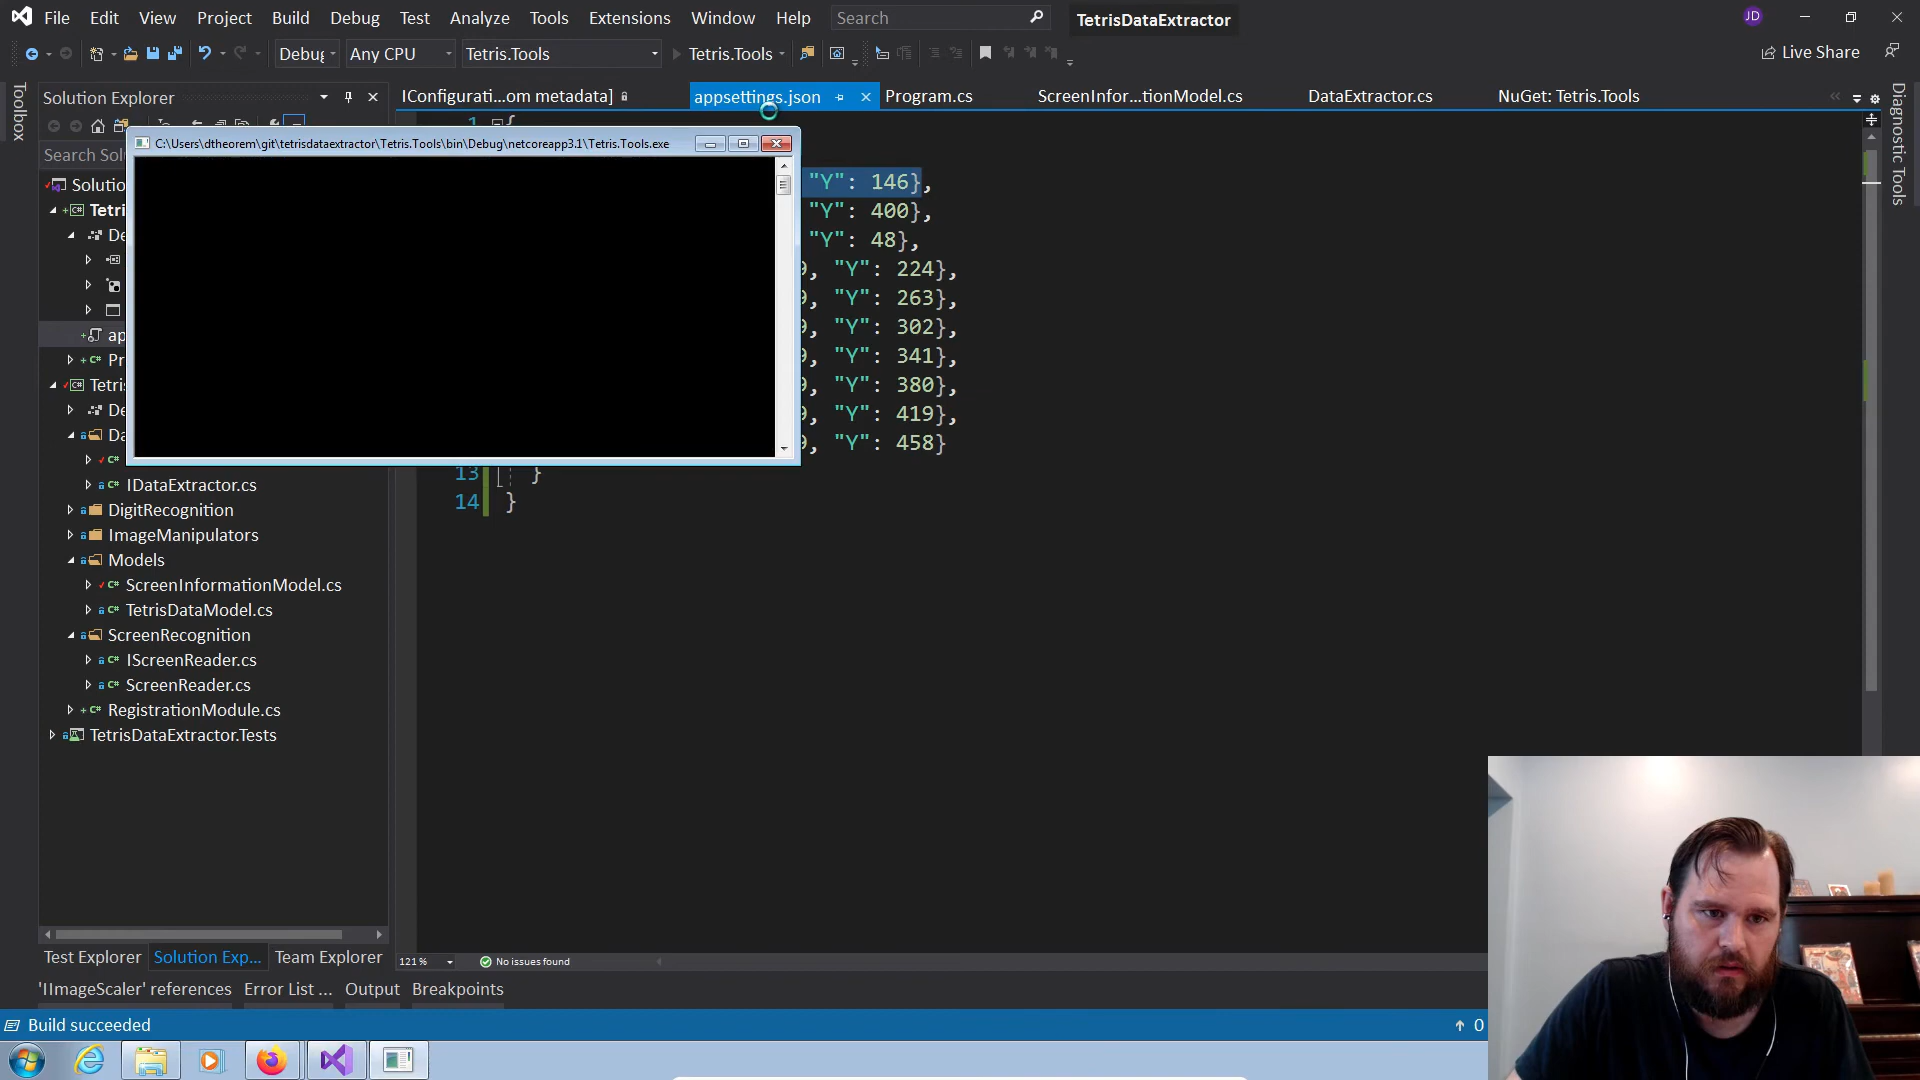 File Edit View Project Build Debug Test Analyze Tools Extensions Window Help Search TetrisDataExtractor JD
Debug Any CPU Tetris.Tools Tetris.Tools Live Share
Toolbox
Solution Explorer
IConfigurati...om metadata] appsettings.json Program.cs ScreenInfor...tionModel.cs DataExtractor.cs NuGet: Tetris.Tools
Diagnostic Tools
1 {
C:\Users\dtheorem\git\tetrisdataextractor\Tetris.Tools\bin\Debug\netcoreapp3.1\Tetris.Tools.exe
Search So
Solutio
"Y": 146},
Tetri
"Y": 400},
De
"Y": 48},
, "Y": 224},
, "Y": 263},
ap
, "Y": 302},
Pr
, "Y": 341},
Tetri
, "Y": 380},
De
, "Y": 419},
Da
, "Y": 458}
13 }
14 }
IDataExtractor.cs
DigitRecognition
ImageManipulators
Models
ScreenInformationModel.cs
TetrisDataModel.cs
ScreenRecognition
IScreenReader.cs
ScreenReader.cs
RegistrationModule.cs
TetrisDataExtractor.Tests
Test Explorer Solution Exp... Team Explorer 121 % No issues found
'IImageScaler' references Error List ... Output Breakpoints
Build succeeded 0